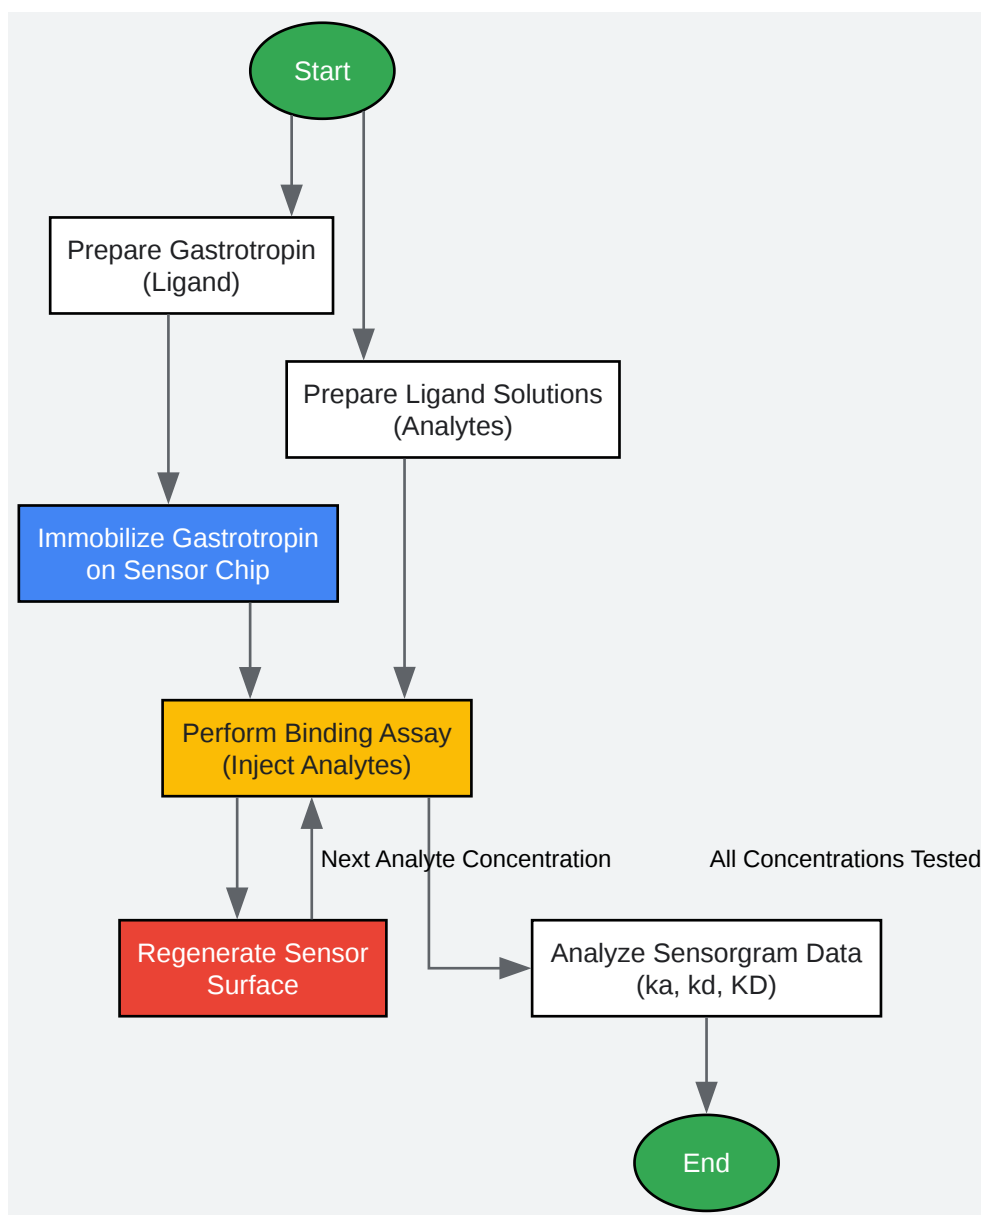 Start
Prepare Gastrotropin
(Ligand)
Prepare Ligand Solutions
(Analytes)
Immobilize Gastrotropin
on Sensor Chip
Perform Binding Assay
(Inject Analytes)
Next Analyte Concentration
All Concentrations Tested
Regenerate Sensor
Surface
Analyze Sensorgram Data
(ka, kd, KD)
End